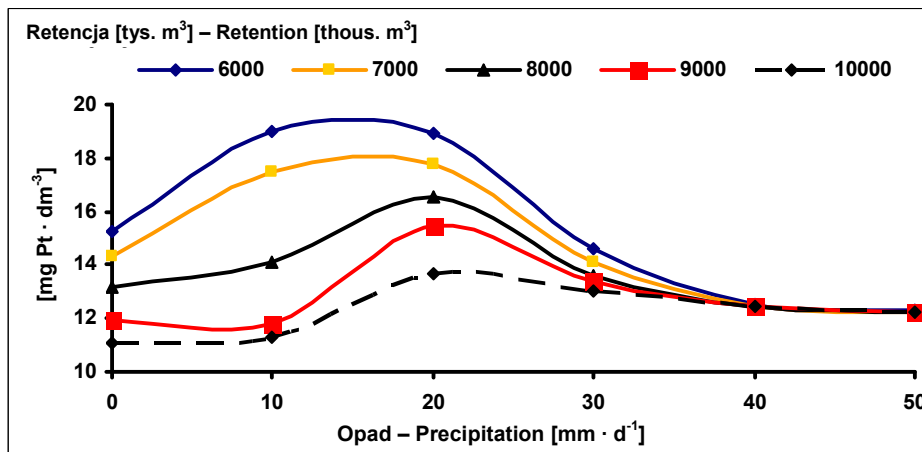 Retencja [tys. m³] – Retention [thous. m³]
6000 7000 8000 9000 10000
[mg Pt · dm⁻³]
20
18
16
14
12
10
0 10 20 30 40 50
Opad – Precipitation [mm · d⁻¹]